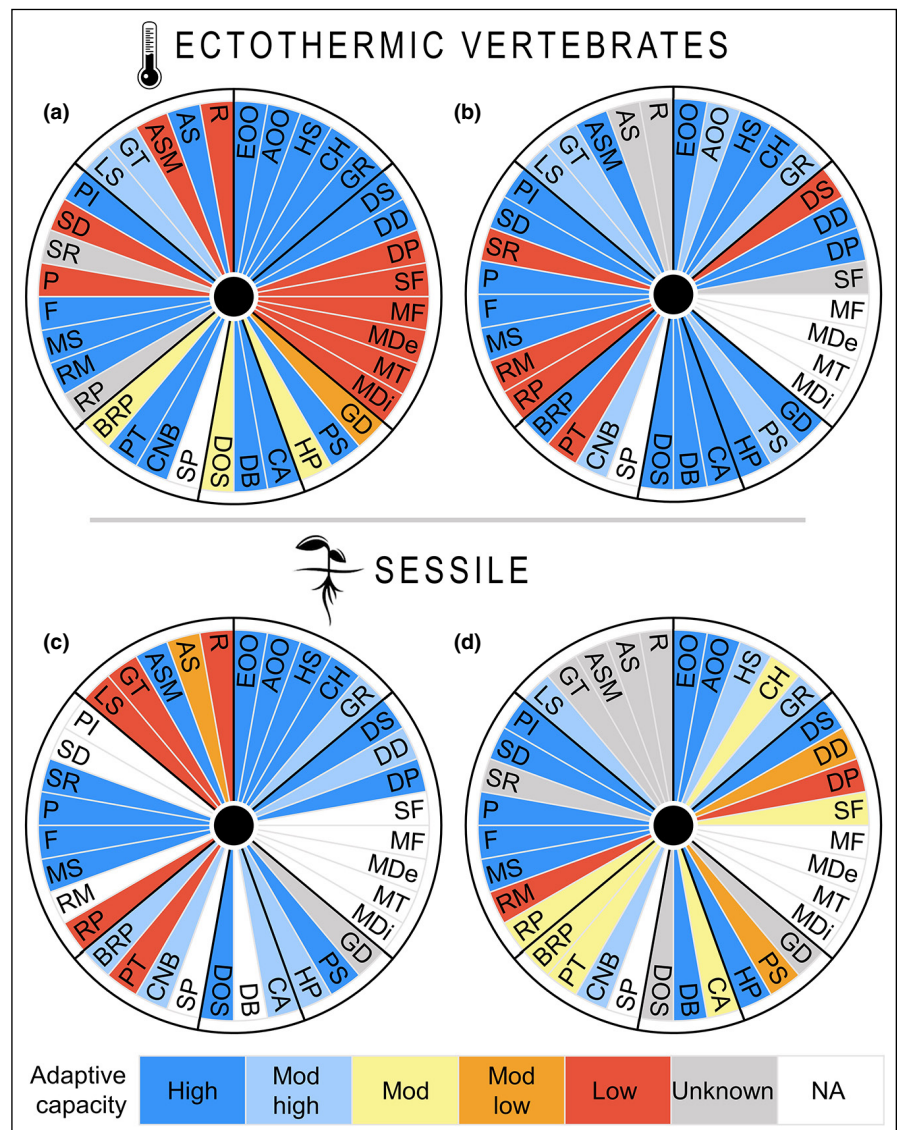 ECTOTHERMIC VERTEBRATES
(a)
EOO
AOO
HS
CH
GR
DS
DD
DP
SF
MF
MDe
MT
MDi
GD
PS
HP
CA
DB
DOS
SP
CNB
PT
BRP
RP
RM
MS
F
P
SR
SD
PI
LS
GT
ASM
AS
R
(b)
EOO
AOO
HS
CH
GR
DS
DD
DP
SF
MF
MDe
MT
MDi
GD
PS
HP
CA
DB
DOS
SP
CNB
PT
BRP
RP
RM
MS
F
P
SR
SD
PI
LS
GT
ASM
AS
R
SESSILE
(c)
EOO
AOO
HS
CH
GR
DS
DD
DP
SF
MF
MDe
MT
MDi
GD
PS
HP
CA
DB
DOS
SP
CNB
PT
BRP
RP
RM
MS
F
P
SR
SD
PI
LS
GT
ASM
AS
R
(d)
EOO
AOO
HS
CH
GR
DS
DD
DP
SF
MF
MDe
MT
MDi
GD
PS
HP
CA
DB
DOS
SP
CNB
PT
BRP
RP
RM
MS
F
P
SR
SD
PI
LS
GT
ASM
AS
R
Adaptive
capacity
High
Mod
high
Mod
Mod
low
Low
Unknown
NA